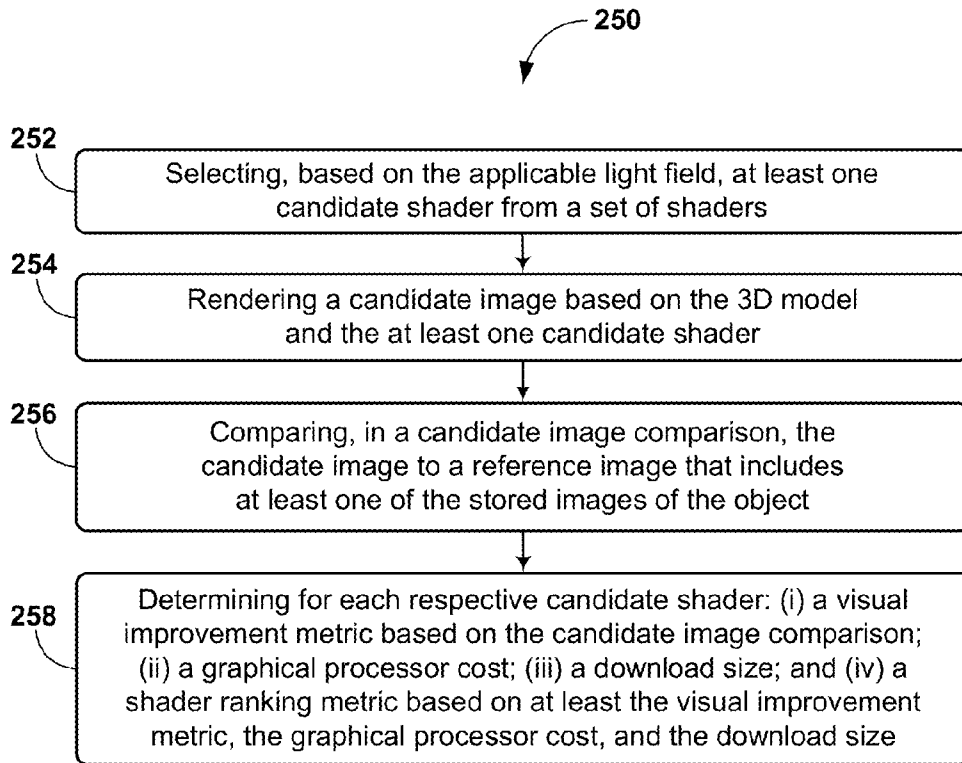 250
252
Selecting, based on the applicable light field, at least one
candidate shader from a set of shaders
254
Rendering a candidate image based on the 3D model
and the at least one candidate shader
256
Comparing, in a candidate image comparison, the
candidate image to a reference image that includes
at least one of the stored images of the object
258
Determining for each respective candidate shader: (i) a visual
improvement metric based on the candidate image comparison;
(ii) a graphical processor cost; (iii) a download size; and (iv) a
shader ranking metric based on at least the visual improvement
metric, the graphical processor cost, and the download size